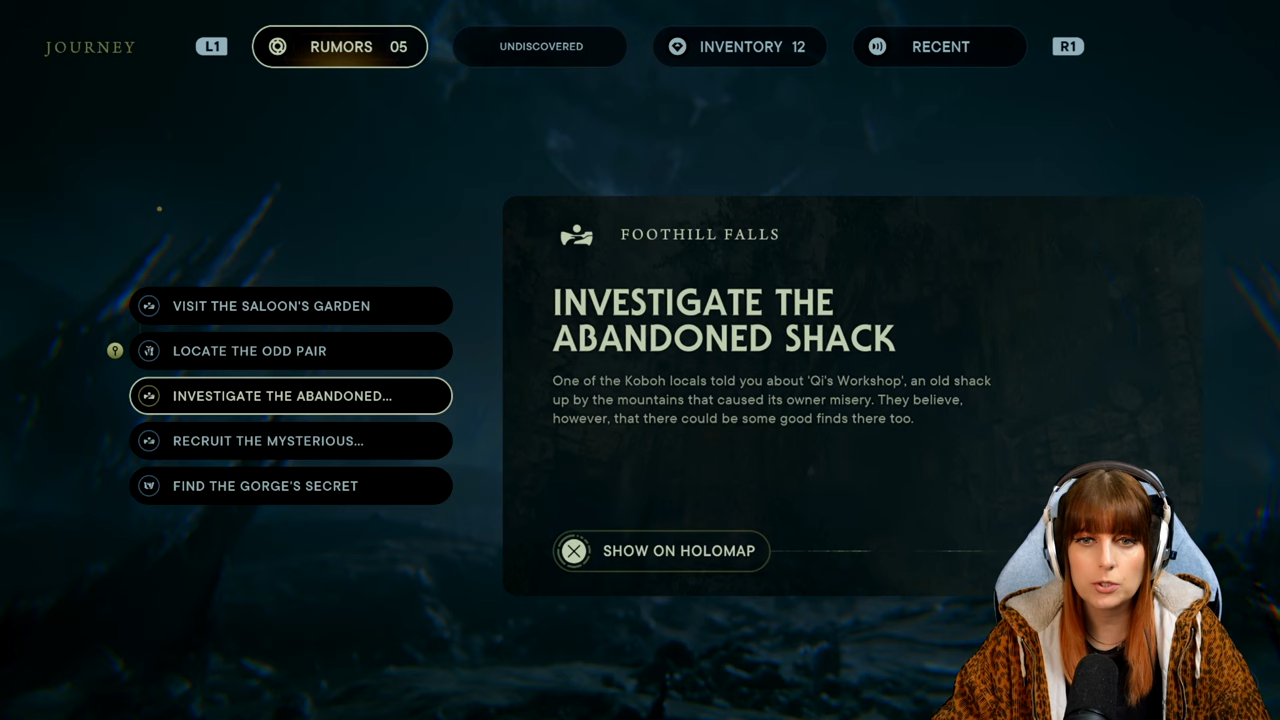 JOURNEY
L1
RUMORS 05
UNDISCOVERED
INVENTORY 12
RECENT
R1
VISIT THE SALOON'S GARDEN
LOCATE THE ODD PAIR
INVESTIGATE THE ABANDONED...
RECRUIT THE MYSTERIOUS...
FIND THE GORGE'S SECRET
FOOTHILL FALLS
INVESTIGATE THE
ABANDONED SHACK
One of the Koboh locals told you about 'Qi's Workshop', an old shack
up by the mountains that caused its owner misery. They believe,
however, that there could be some good finds there too.
SHOW ON HOLOMAP